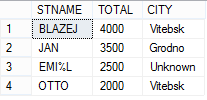 STNAME TOTAL CITY
1 BLAZEJ 4000 Vitebsk
2 JAN 3500 Grodno
3 EMI%L 2500 Unknown
4 OTTO 2000 Vitebsk